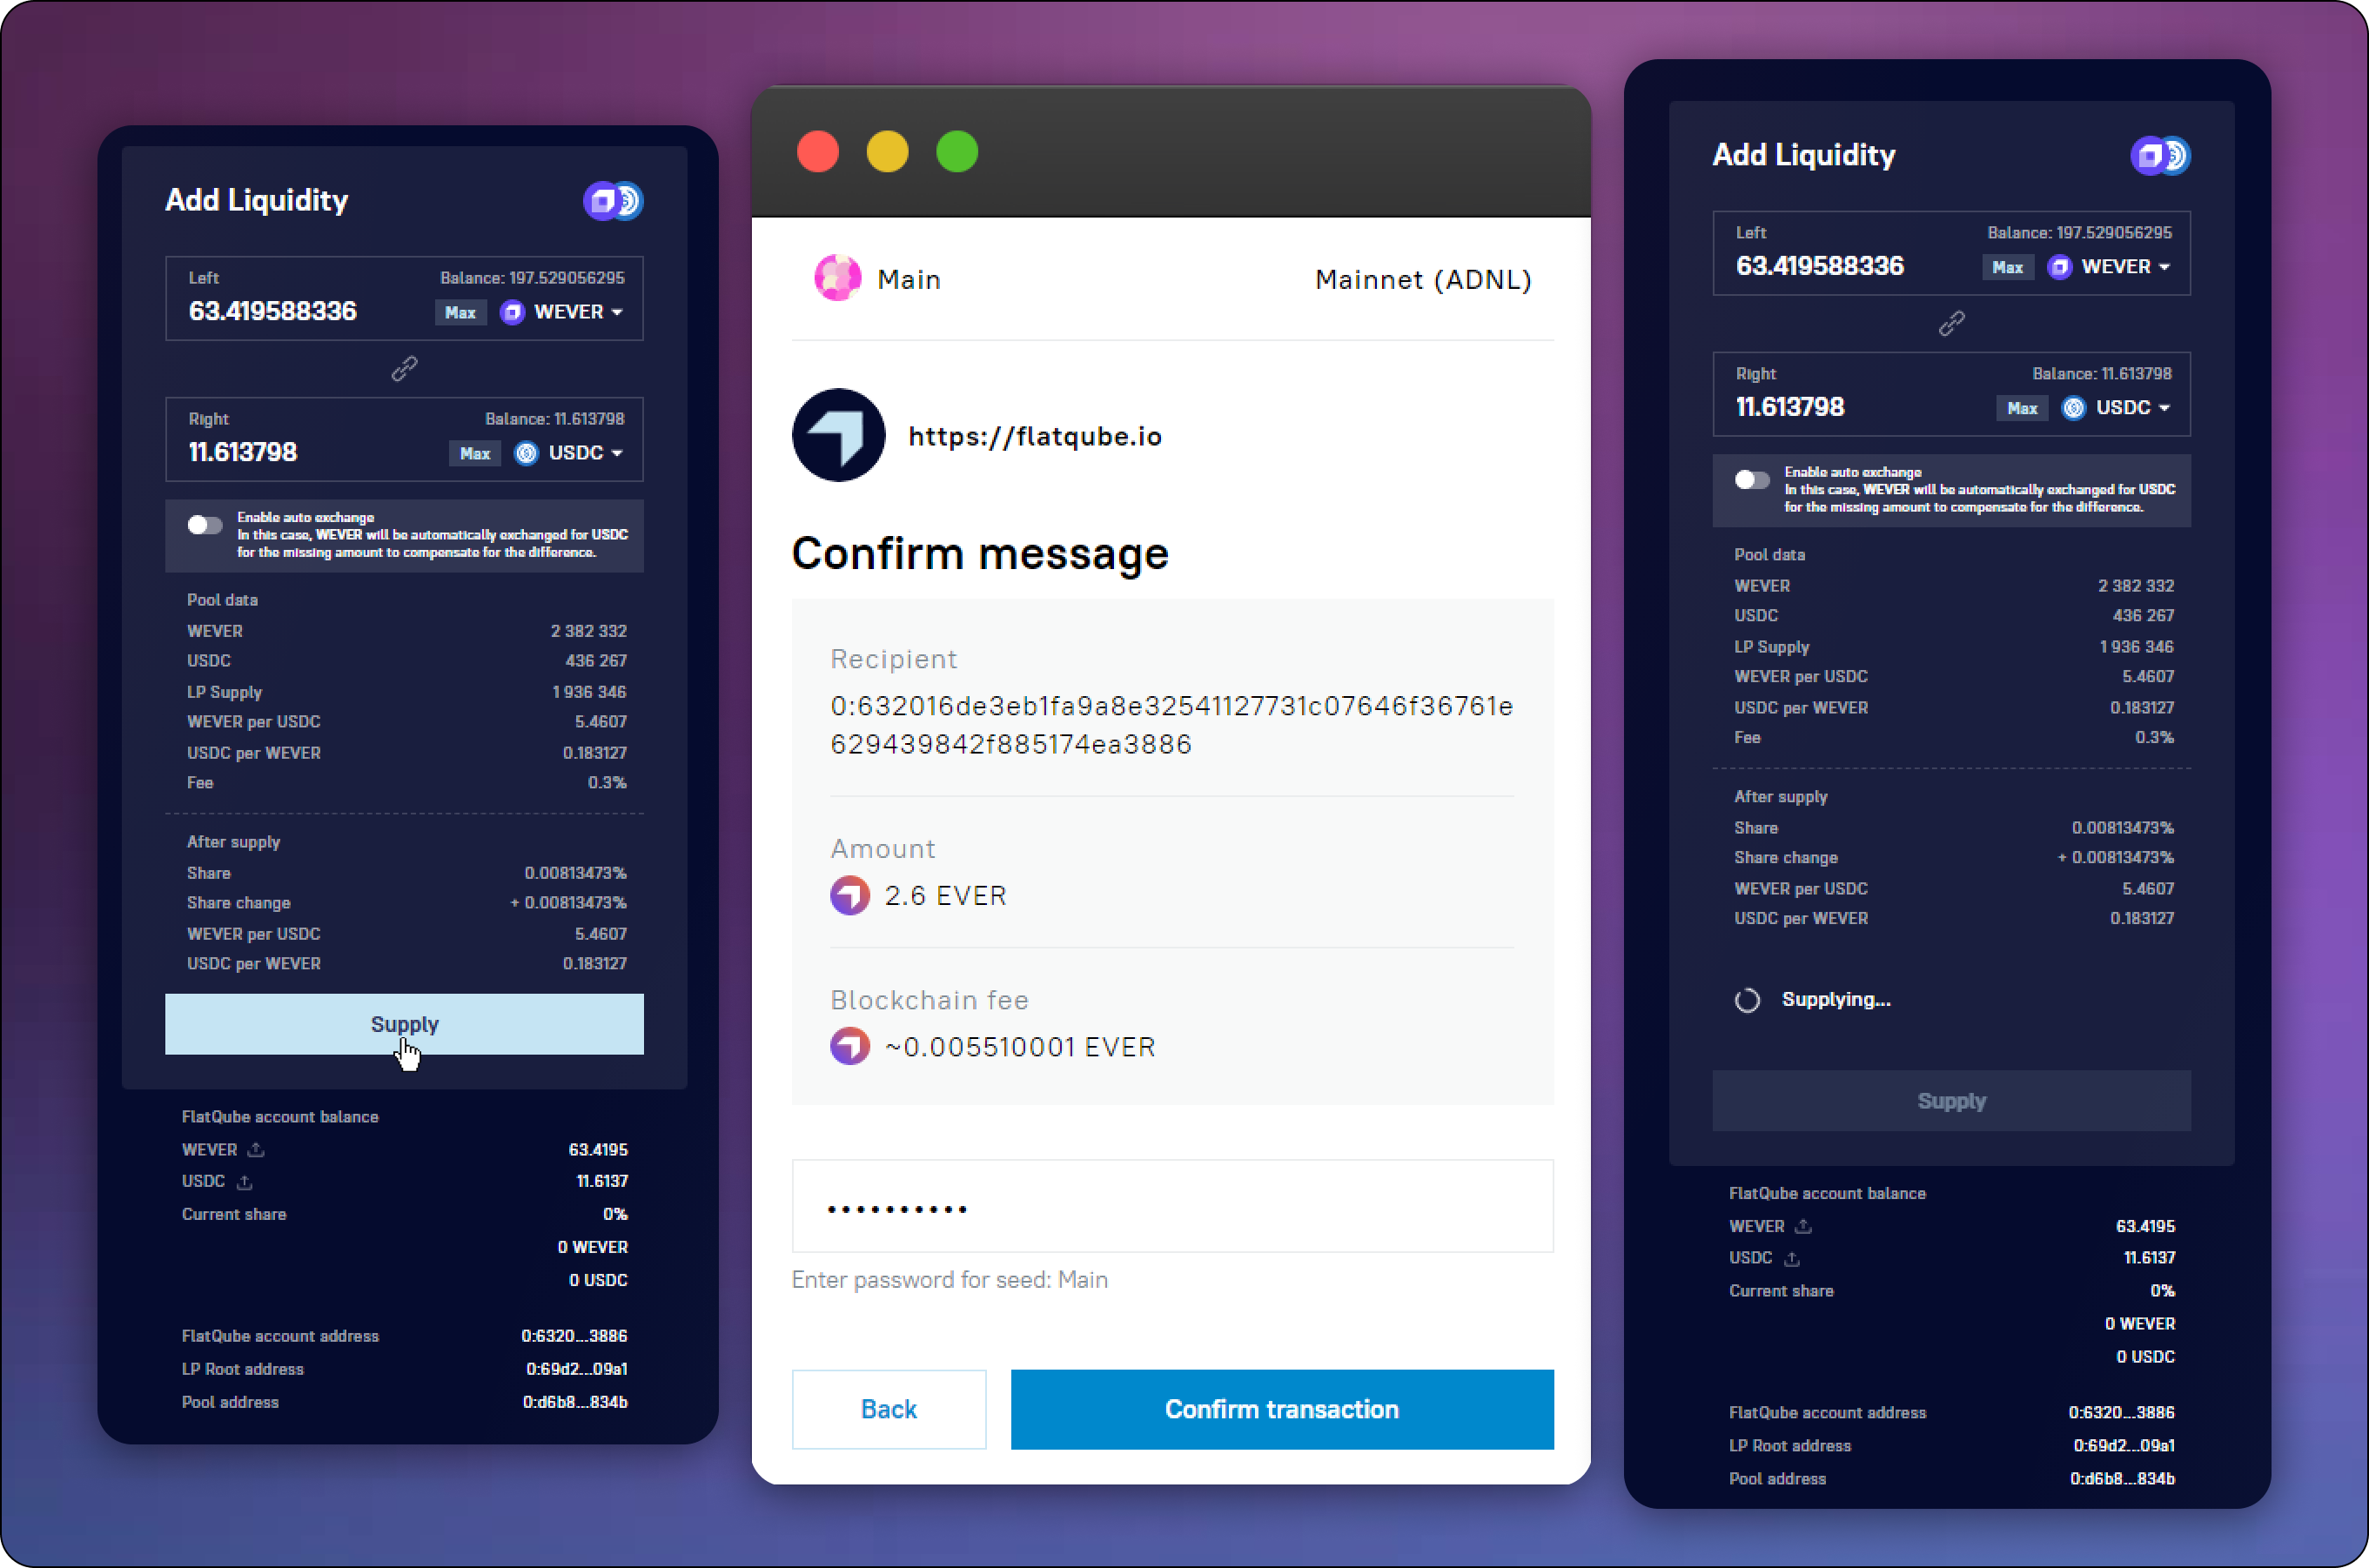 Add Liquidity
Left Balance: 197.529056295
63.419588336 Max WEVER
Right Balance: 11.613798
11.613798 Max USDC
Enable auto exchange
In this case, WEVER will be automatically exchanged for USDC
for the missing amount to compensate for the difference.
Pool data
WEVER 2 382 332
USDC 436 267
LP Supply 1 936 346
WEVER per USDC 5.4607
USDC per WEVER 0.183127
Fee 0.3%
After supply
Share 0.00813473%
Share change + 0.00813473%
WEVER per USDC 5.4607
USDC per WEVER 0.183127
Supply
FlatQube account balance
WEVER 63.4195
USDC 11.6137
Current share 0%
0 WEVER
0 USDC
FlatQube account address 0:6320...3886
LP Root address 0:69d2...09a1
Pool address 0:d6b8...834b
Main Mainnet (ADNL)
https://flatqube.io
Confirm message
Recipient
0:632016de3eb1fa9a8e32541127731c07646f36761e
629439842f885174ea3886
Amount
2.6 EVER
Blockchain fee
~0.005510001 EVER
••••••••••
Enter password for seed: Main
Back Confirm transaction
Add Liquidity
Left Balance: 197.529056295
63.419588336 Max WEVER
Right Balance: 11.613798
11.613798 Max USDC
Enable auto exchange
In this case, WEVER will be automatically exchanged for USDC
for the missing amount to compensate for the difference.
Pool data
WEVER 2 382 332
USDC 436 267
LP Supply 1 936 346
WEVER per USDC 5.4607
USDC per WEVER 0.183127
Fee 0.3%
After supply
Share 0.00813473%
Share change + 0.00813473%
WEVER per USDC 5.4607
USDC per WEVER 0.183127
Supplying...
Supply
FlatQube account balance
WEVER 63.4195
USDC 11.6137
Current share 0%
0 WEVER
0 USDC
FlatQube account address 0:6320...3886
LP Root address 0:69d2...09a1
Pool address 0:d6b8...834b